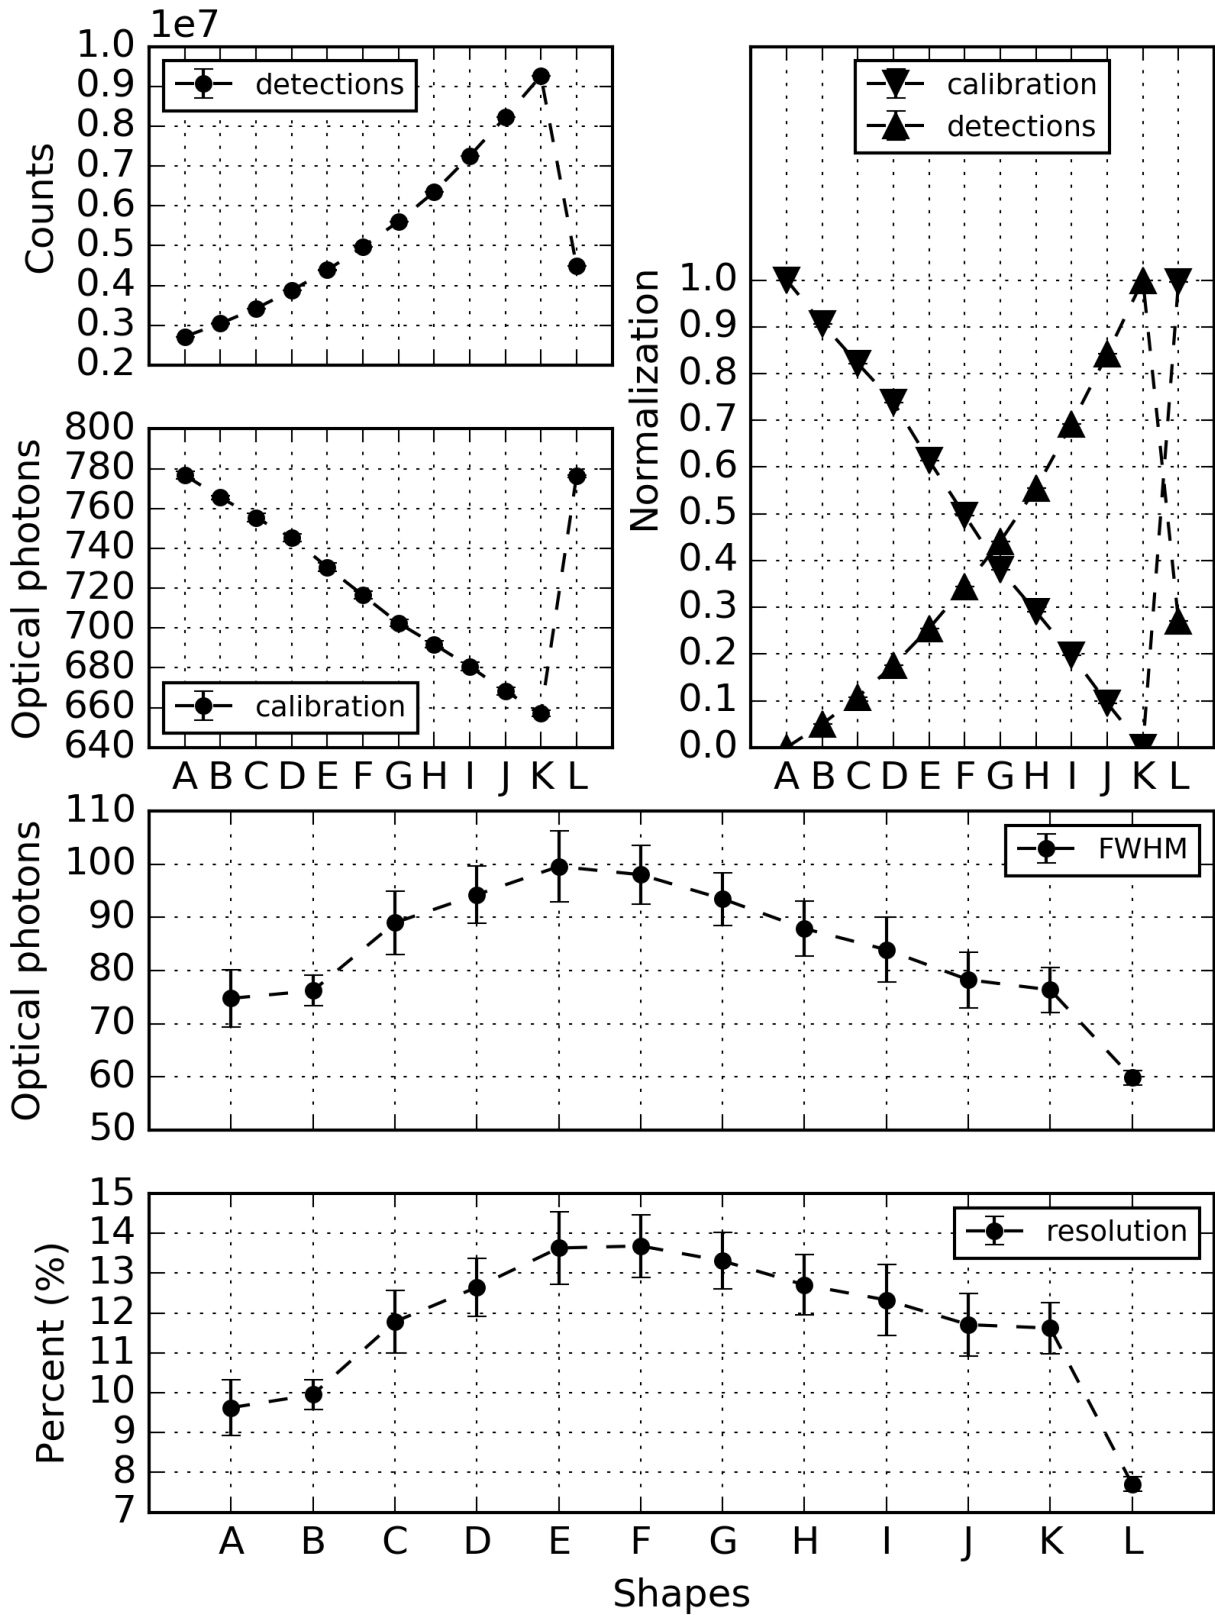 1e7
1.0
0.9
0.8
0.7
0.6
0.5
0.4
0.3
0.2
Counts
detections
800
780
760
740
720
700
680
660
640
Optical photons
calibration
A B C D E F G H I J K L
calibration
detections
1.0
0.9
0.8
0.7
0.6
0.5
0.4
0.3
0.2
0.1
0.0
Normalization
A B C D E F G H I J K L
110
100
90
80
70
60
50
Optical photons
FWHM
15
14
13
12
11
10
9
8
7
Percent (%)
resolution
A B C D E F G H I J K L
Shapes